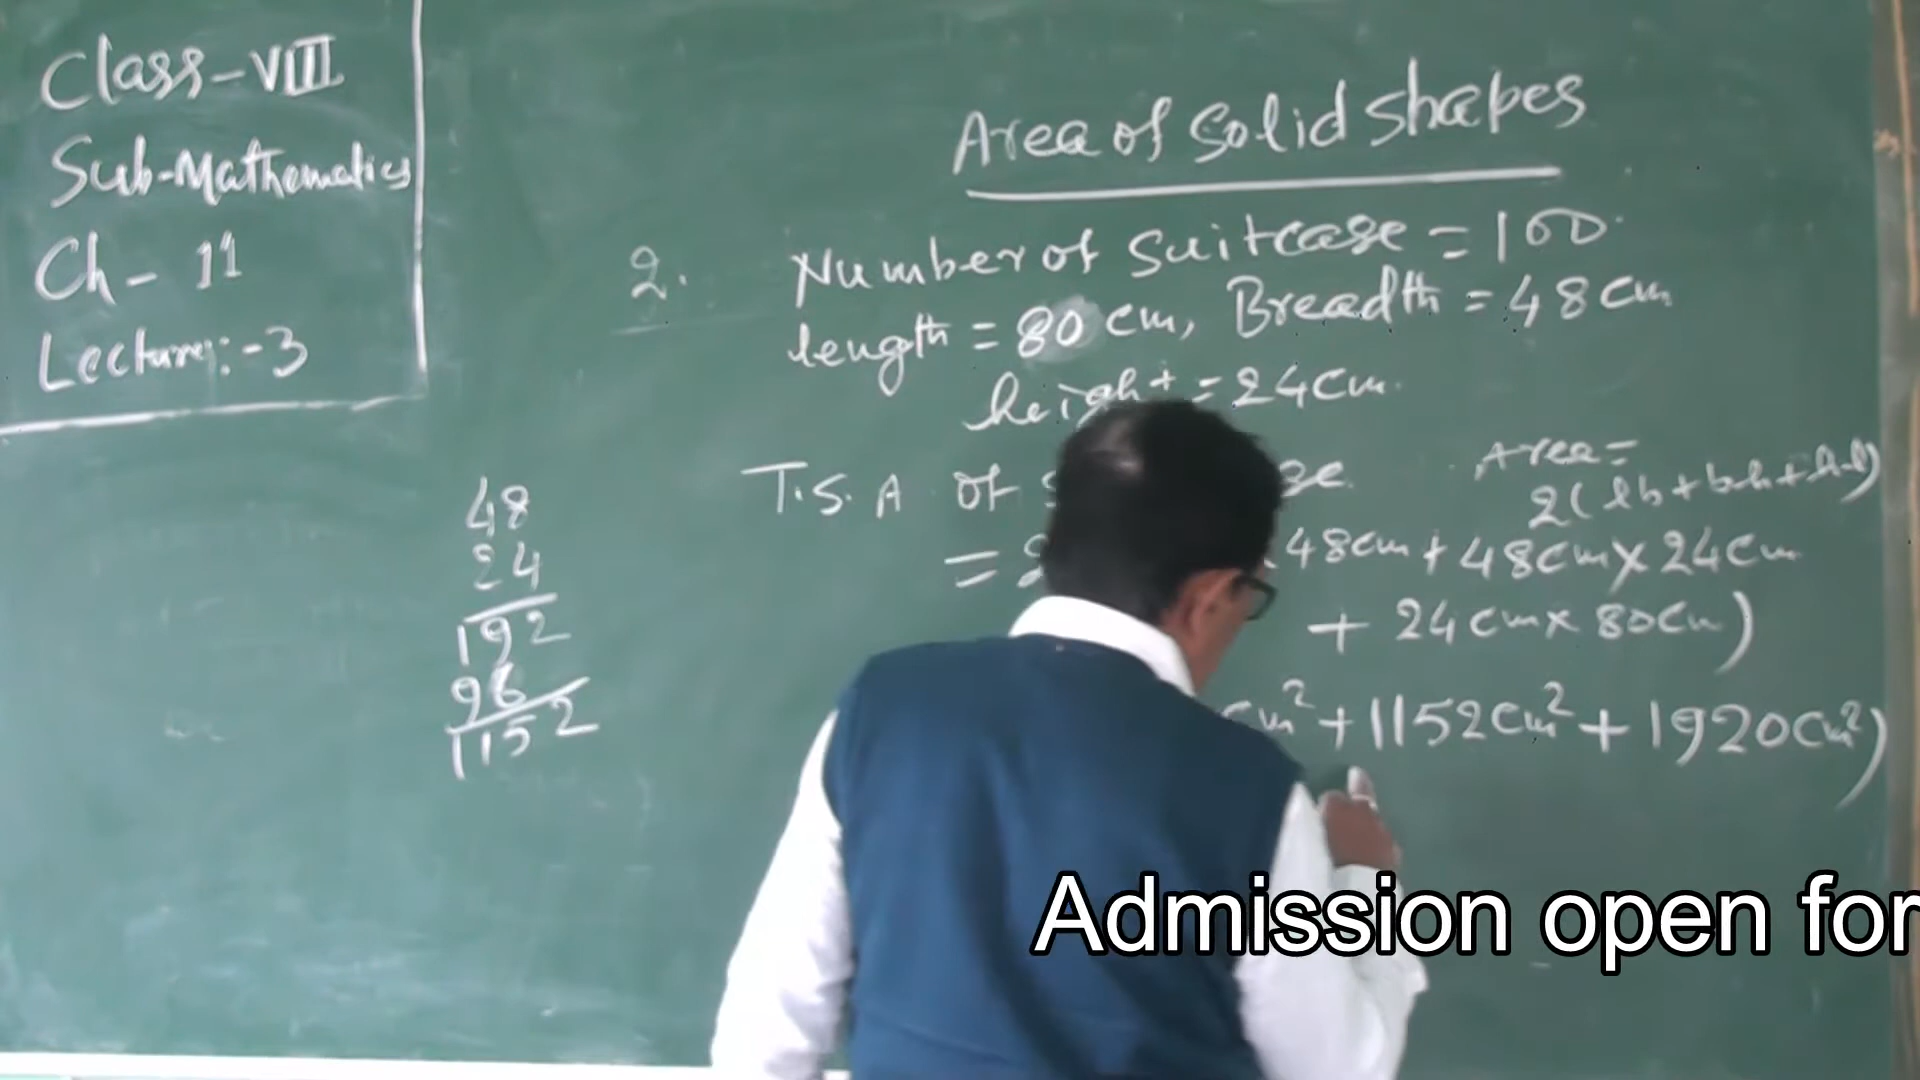 Class-VIII
Sub-Mathematics
Ch- 11
Lecture:-3
Area of Solid Shapes
2. Number of Suitcase = 100.
length = 80 cm, Breadth = 48 cm
height = 24 cm.
T.S.A of
Area =
2(lb+bh+h.l)
= 2 48cm + 48cm x 24cm
+ 24cm x 80cm)
cm² + 1152cm² + 1920cm²)
48
24
192
96
1152
Admission open for